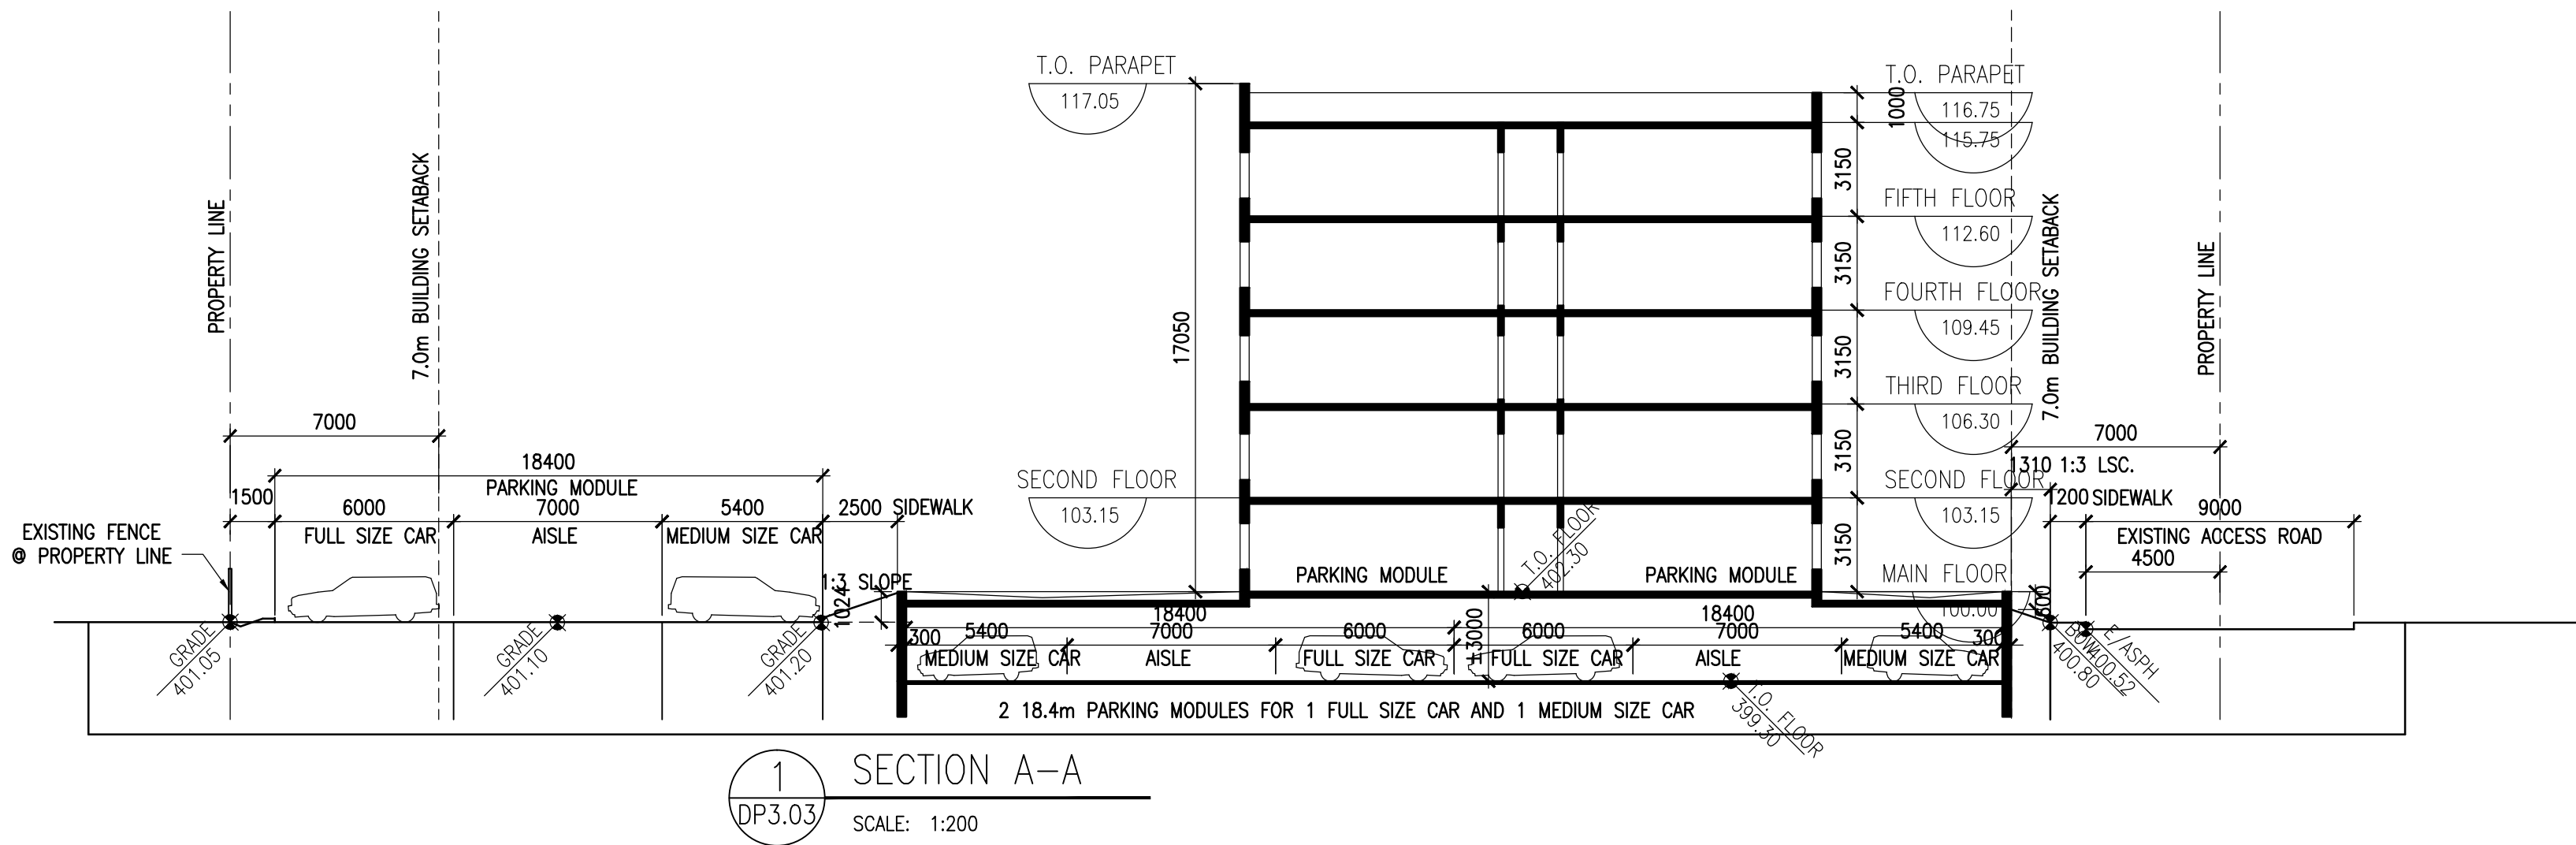 T.O. PARAPET
117.05
T.O. PARAPET
116.75
115.75
1000
3150
FIFTH FLOOR
112.60
3150
FOURTH FLOOR
109.45
3150
THIRD FLOOR
106.30
3150
SECOND FLOOR
103.15
3150
MAIN FLOOR
100.00
17050
SECOND FLOOR
103.15
PROPERTY LINE
7.0m BUILDING SETABACK
7.0m BUILDING SETABACK
PROPERTY LINE
7000
18400
PARKING MODULE
1500
6000
7000
5400
2500 SIDEWALK
FULL SIZE CAR
AISLE
MEDIUM SIZE CAR
EXISTING FENCE
@ PROPERTY LINE
1:3 SLOPE
1024
GRADE
401.05
GRADE
401.10
GRADE
401.20
7000
1310 1:3 LSC.
1200 SIDEWALK
9000
EXISTING ACCESS ROAD
4500
PARKING MODULE
PARKING MODULE
T.O. FLOOR
402.30
18400
18400
300
5400
7000
6000
6000
7000
5400
300
±3000
MEDIUM SIZE CAR
AISLE
FULL SIZE CAR
FULL SIZE CAR
AISLE
MEDIUM SIZE CAR
E/ASPH
400.52
BOW
400.80
T.O. FLOOR
399.30
2 18.4m PARKING MODULES FOR 1 FULL SIZE CAR AND 1 MEDIUM SIZE CAR
1
DP3.03
SECTION A-A
SCALE: 1:200